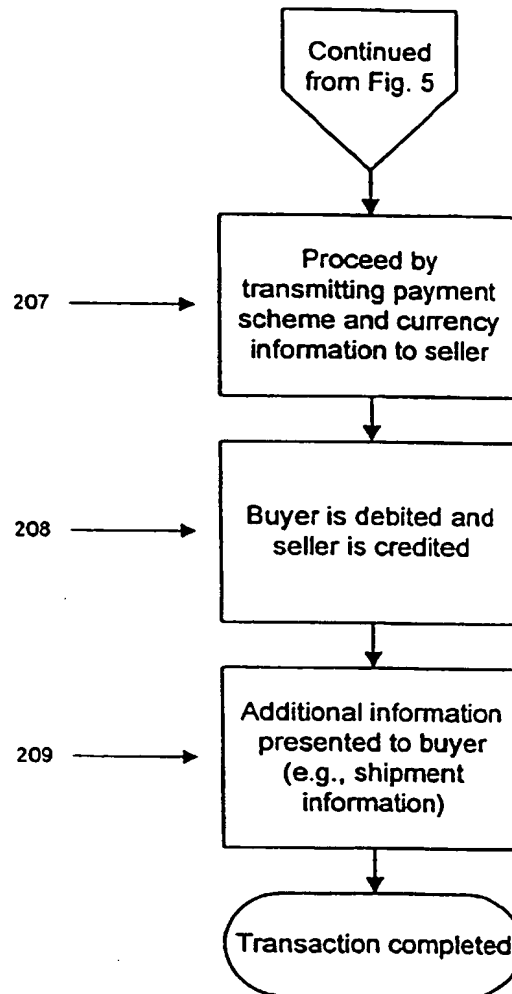 Continued
from Fig. 5
Proceed by
transmitting payment
scheme and currency
information to seller
207
Buyer is debited and
seller is credited
208
Additional information
presented to buyer
(e.g., shipment
information)
209
Transaction completed